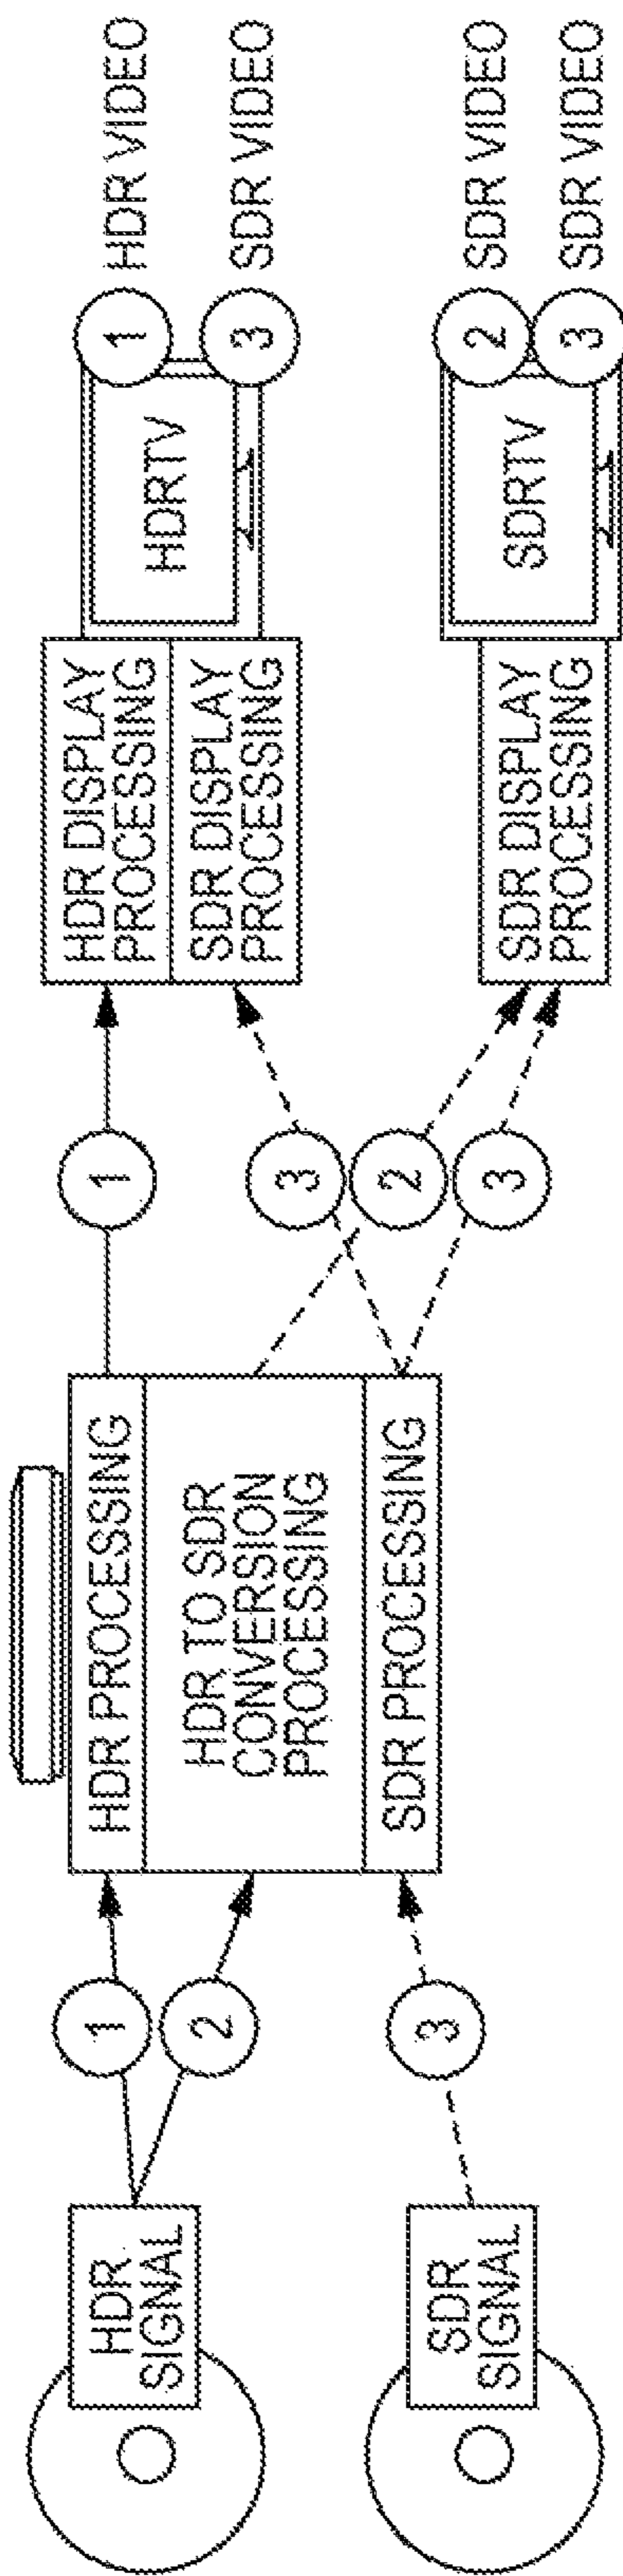 HDR
SIGNAL
SDR
SIGNAL
1
2
3
HDR PROCESSING
HDR TO SDR
CONVERSION
PROCESSING
SDR PROCESSING
1
3
2
3
HDR DISPLAY
PROCESSING
SDR DISPLAY
PROCESSING
SDR DISPLAY
PROCESSING
HDRTV
SDRTV
1
HDR VIDEO
3
SDR VIDEO
2
SDR VIDEO
3
SDR VIDEO